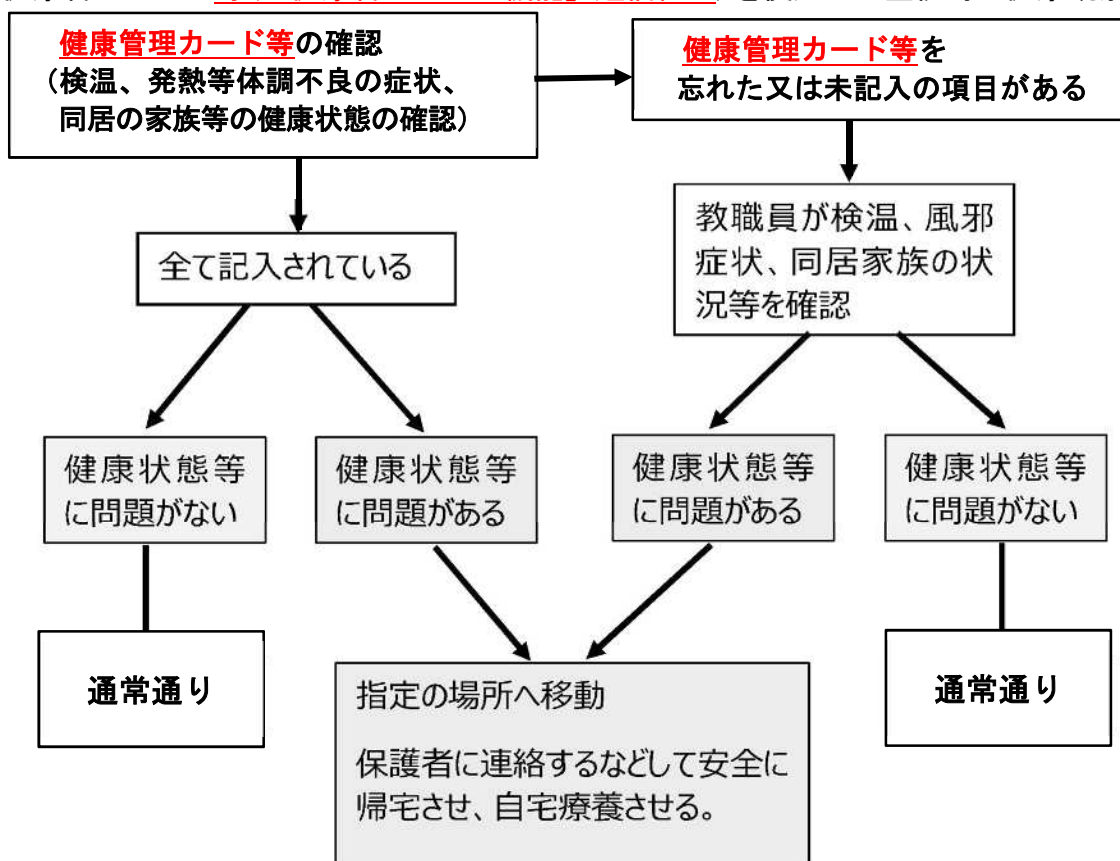 健康管理カード等の確認
（検温、発熱等体調不良の症状、
同居の家族等の健康状態の確認）
健康管理カード等を
忘れた又は未記入の項目がある
全て記入されている
教職員が検温、風邪
症状、同居家族の状
況等を確認
健康状態等
に問題がない
健康状態等
に問題がある
健康状態等
に問題がある
健康状態等
に問題がない
通常通り
指定の場所へ移動
保護者に連絡するなどして安全に
帰宅させ、自宅療養させる。
通常通り